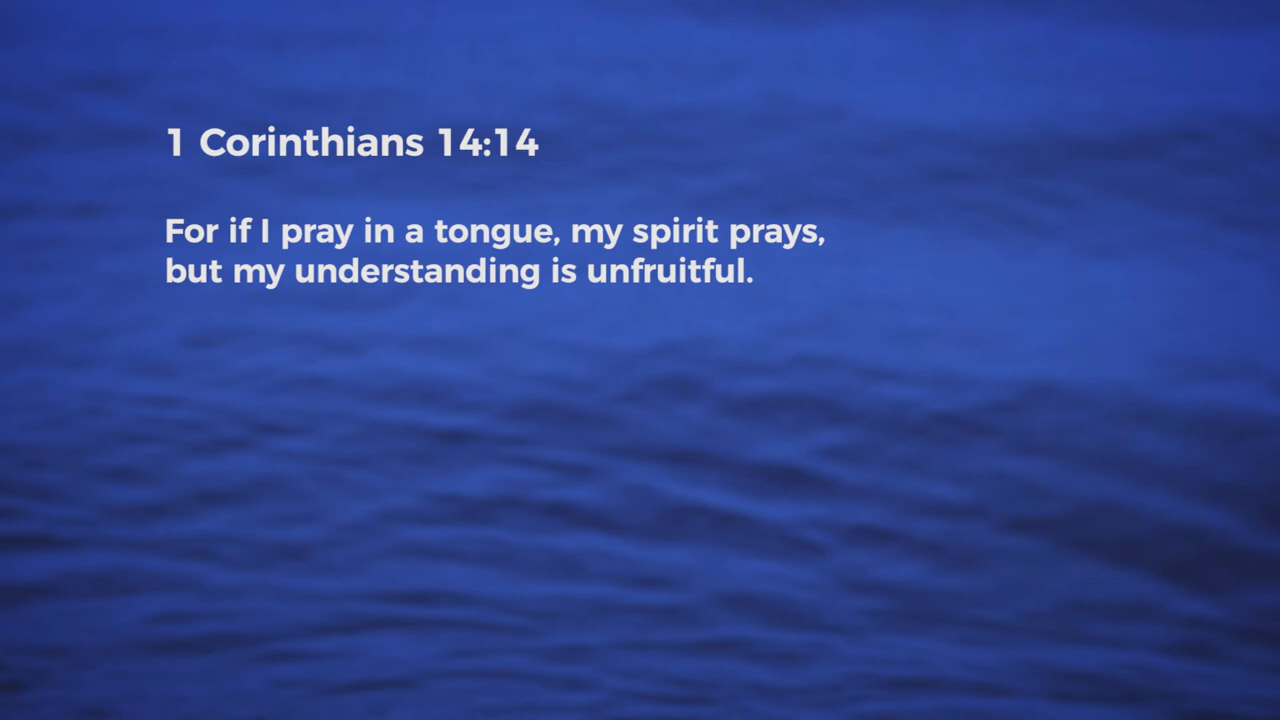 1 Corinthians 14:14
For if I pray in a tongue, my spirit prays,
but my understanding is unfruitful.